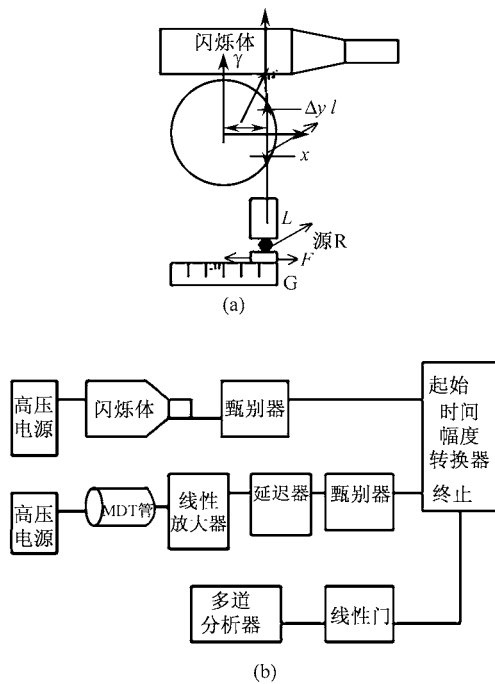 闪烁体
γ
Δy l
x
L
源R
F
G
(a)
高压
电源
闪烁体
甄别器
起始
时间
幅度
转换器
终止
高压
电源
MDT管
线性
放大器
延迟器
甄别器
多道
分析器
线性门
(b)